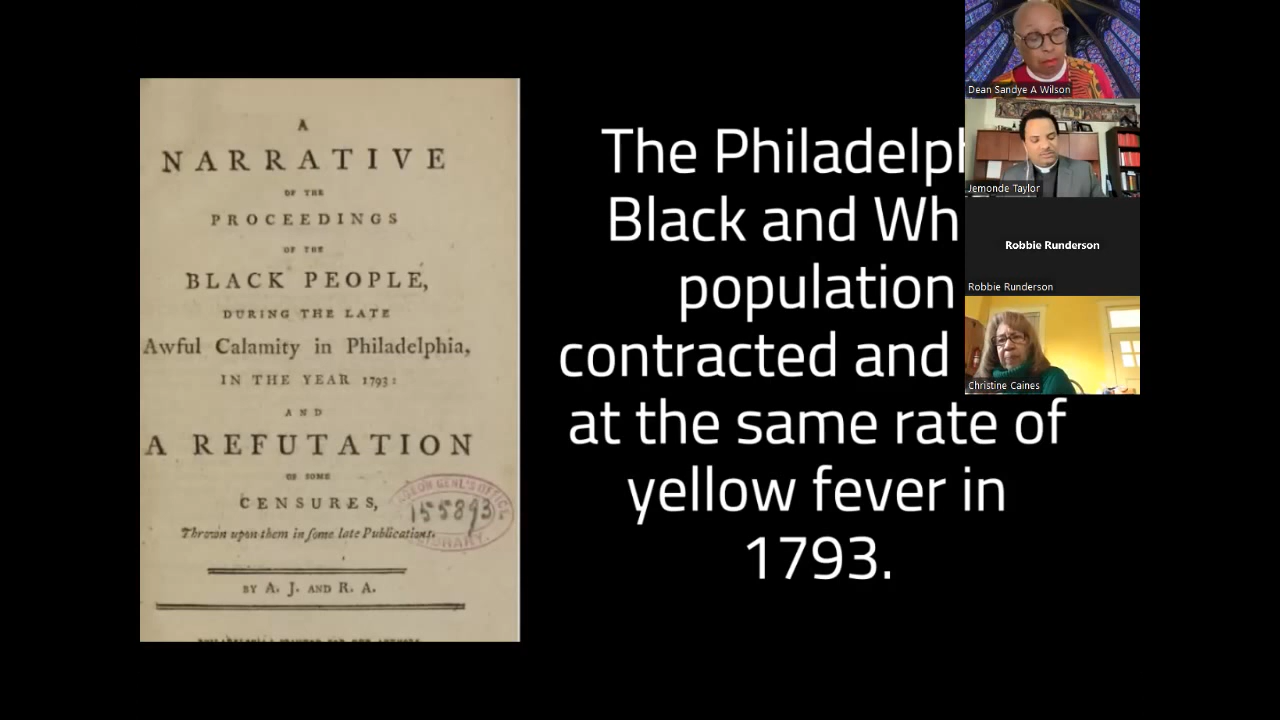 A
NARRATIVE
OF THE
PROCEEDINGS
OF THE
BLACK PEOPLE,
DURING THE LATE
Awful Calamity in Philadelphia,
IN THE YEAR 1793:
AND
A REFUTATION
OF SOME
CENSURES,
Thrown upon them in some late Publications.
BY A. J. AND R. A.
155893
LIBRARY.
The Philadelph
Black and Wh
population
contracted and
at the same rate of
yellow fever in
1793.
Dean Sandye A Wilson
Jemonde Taylor
Robbie Runderson
Robbie Runderson
Christine Caines